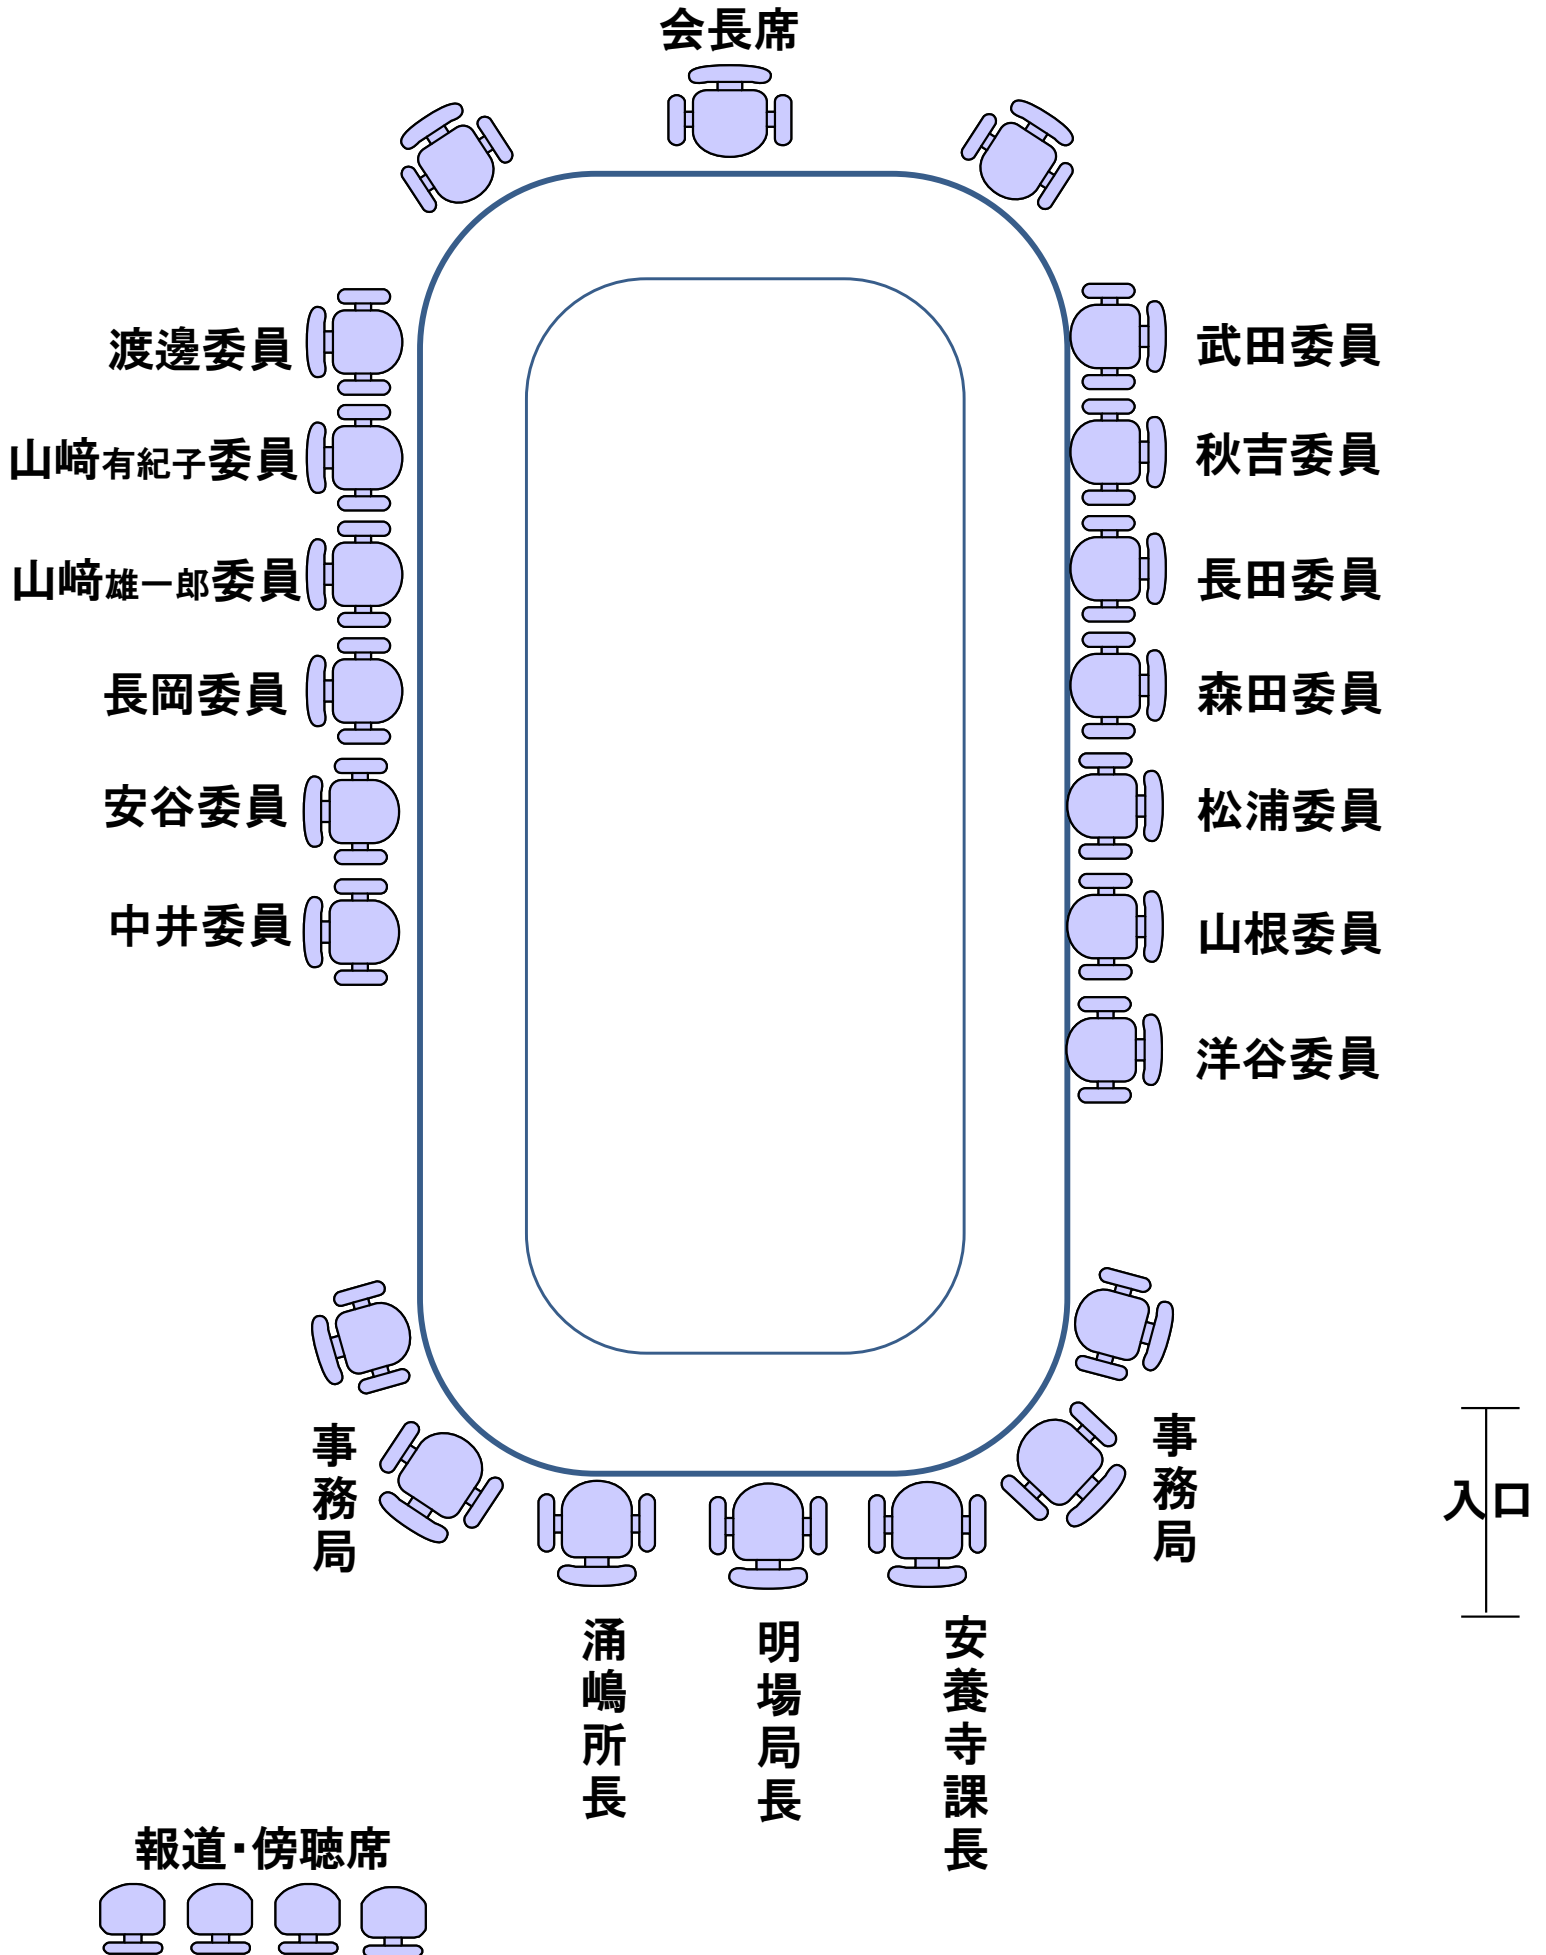 会長席
渡邊委員
武田委員
山﨑有紀子委員
秋吉委員
山﨑雄一郎委員
長田委員
長岡委員
森田委員
安谷委員
松浦委員
中井委員
山根委員
洋谷委員
事務局
事務局
入口
涌嶋所長
明場局長
安養寺課長
報道・傍聴席